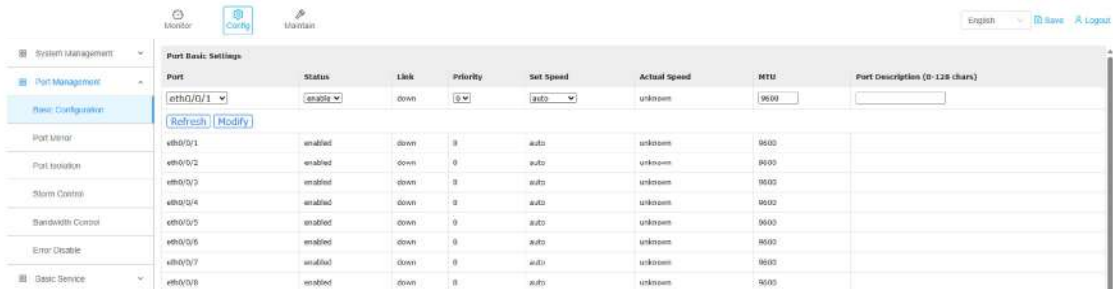 Monitor
Config
Maintain
English
Save
Logout
System Management
Port Management
Basic Configuration
Port Mirror
Port Isolation
Storm Control
Bandwidth Control
Error Disable
Basic Service
Port Basic Settings
Port Status Link Priority Set Speed Actual Speed MTU Port Description (0-128 chars)
eth0/0/1 enable down 0 auto unknown 9600
Refresh Modify
eth0/0/1 enabled down 0 auto unknown 9600
eth0/0/2 enabled down 0 auto unknown 9600
eth0/0/3 enabled down 0 auto unknown 9600
eth0/0/4 enabled down 0 auto unknown 9600
eth0/0/5 enabled down 0 auto unknown 9600
eth0/0/6 enabled down 0 auto unknown 9600
eth0/0/7 enabled down 0 auto unknown 9600
eth0/0/8 enabled down 0 auto unknown 9600